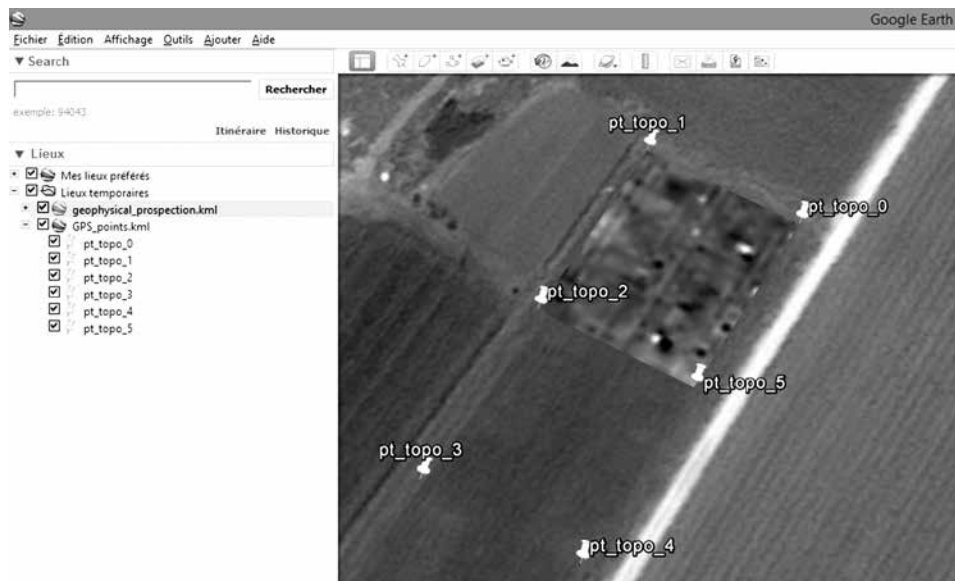 Google Earth
Fichier Édition Affichage Outils Ajouter Aide
▼ Search
Rechercher
exemple: 94043
Itinéraire Historique
▼ Lieux
Mes lieux préférés
Lieux temporaires
geophysical_prospection.kml
GPS_points.kml
pt_topo_0
pt_topo_1
pt_topo_2
pt_topo_3
pt_topo_4
pt_topo_5
pt_topo_1
pt_topo_0
pt_topo_2
pt_topo_5
pt_topo_3
pt_topo_4